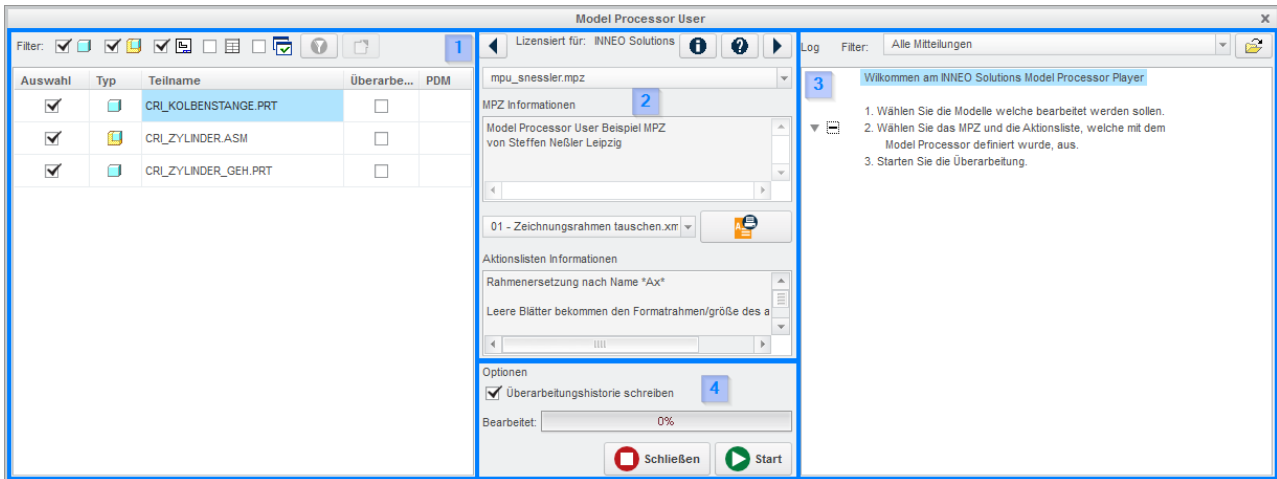 Model Processor User
X
Filter:
1
Auswahl Typ Teilname Überarbe... PDM
CRI_KOLBENSTANGE.PRT
CRI_ZYLINDER.ASM
CRI_ZYLINDER_GEH.PRT
Lizensiert für: INNEO Solutions
mpu_snessler.mpz
MPZ Informationen
2
Model Processor User Beispiel MPZ
von Steffen Neßler Leipzig
01 - Zeichnungsrahmen tauschen.xm
Aktionslisten Informationen
Rahmenersetzung nach Name *Ax*
Leere Blätter bekommen den Formatrahmen/größe des a
Optionen
Überarbeitungshistorie schreiben
4
Bearbeitet: 0%
Schließen Start
Log Filter: Alle Mitteilungen
3
Wilkommen am INNEO Solutions Model Processor Player
1. Wählen Sie die Modelle welche bearbeitet werden sollen.
2. Wählen Sie das MPZ und die Aktionsliste, welche mit dem
Model Processor definiert wurde, aus.
3. Starten Sie die Überarbeitung.